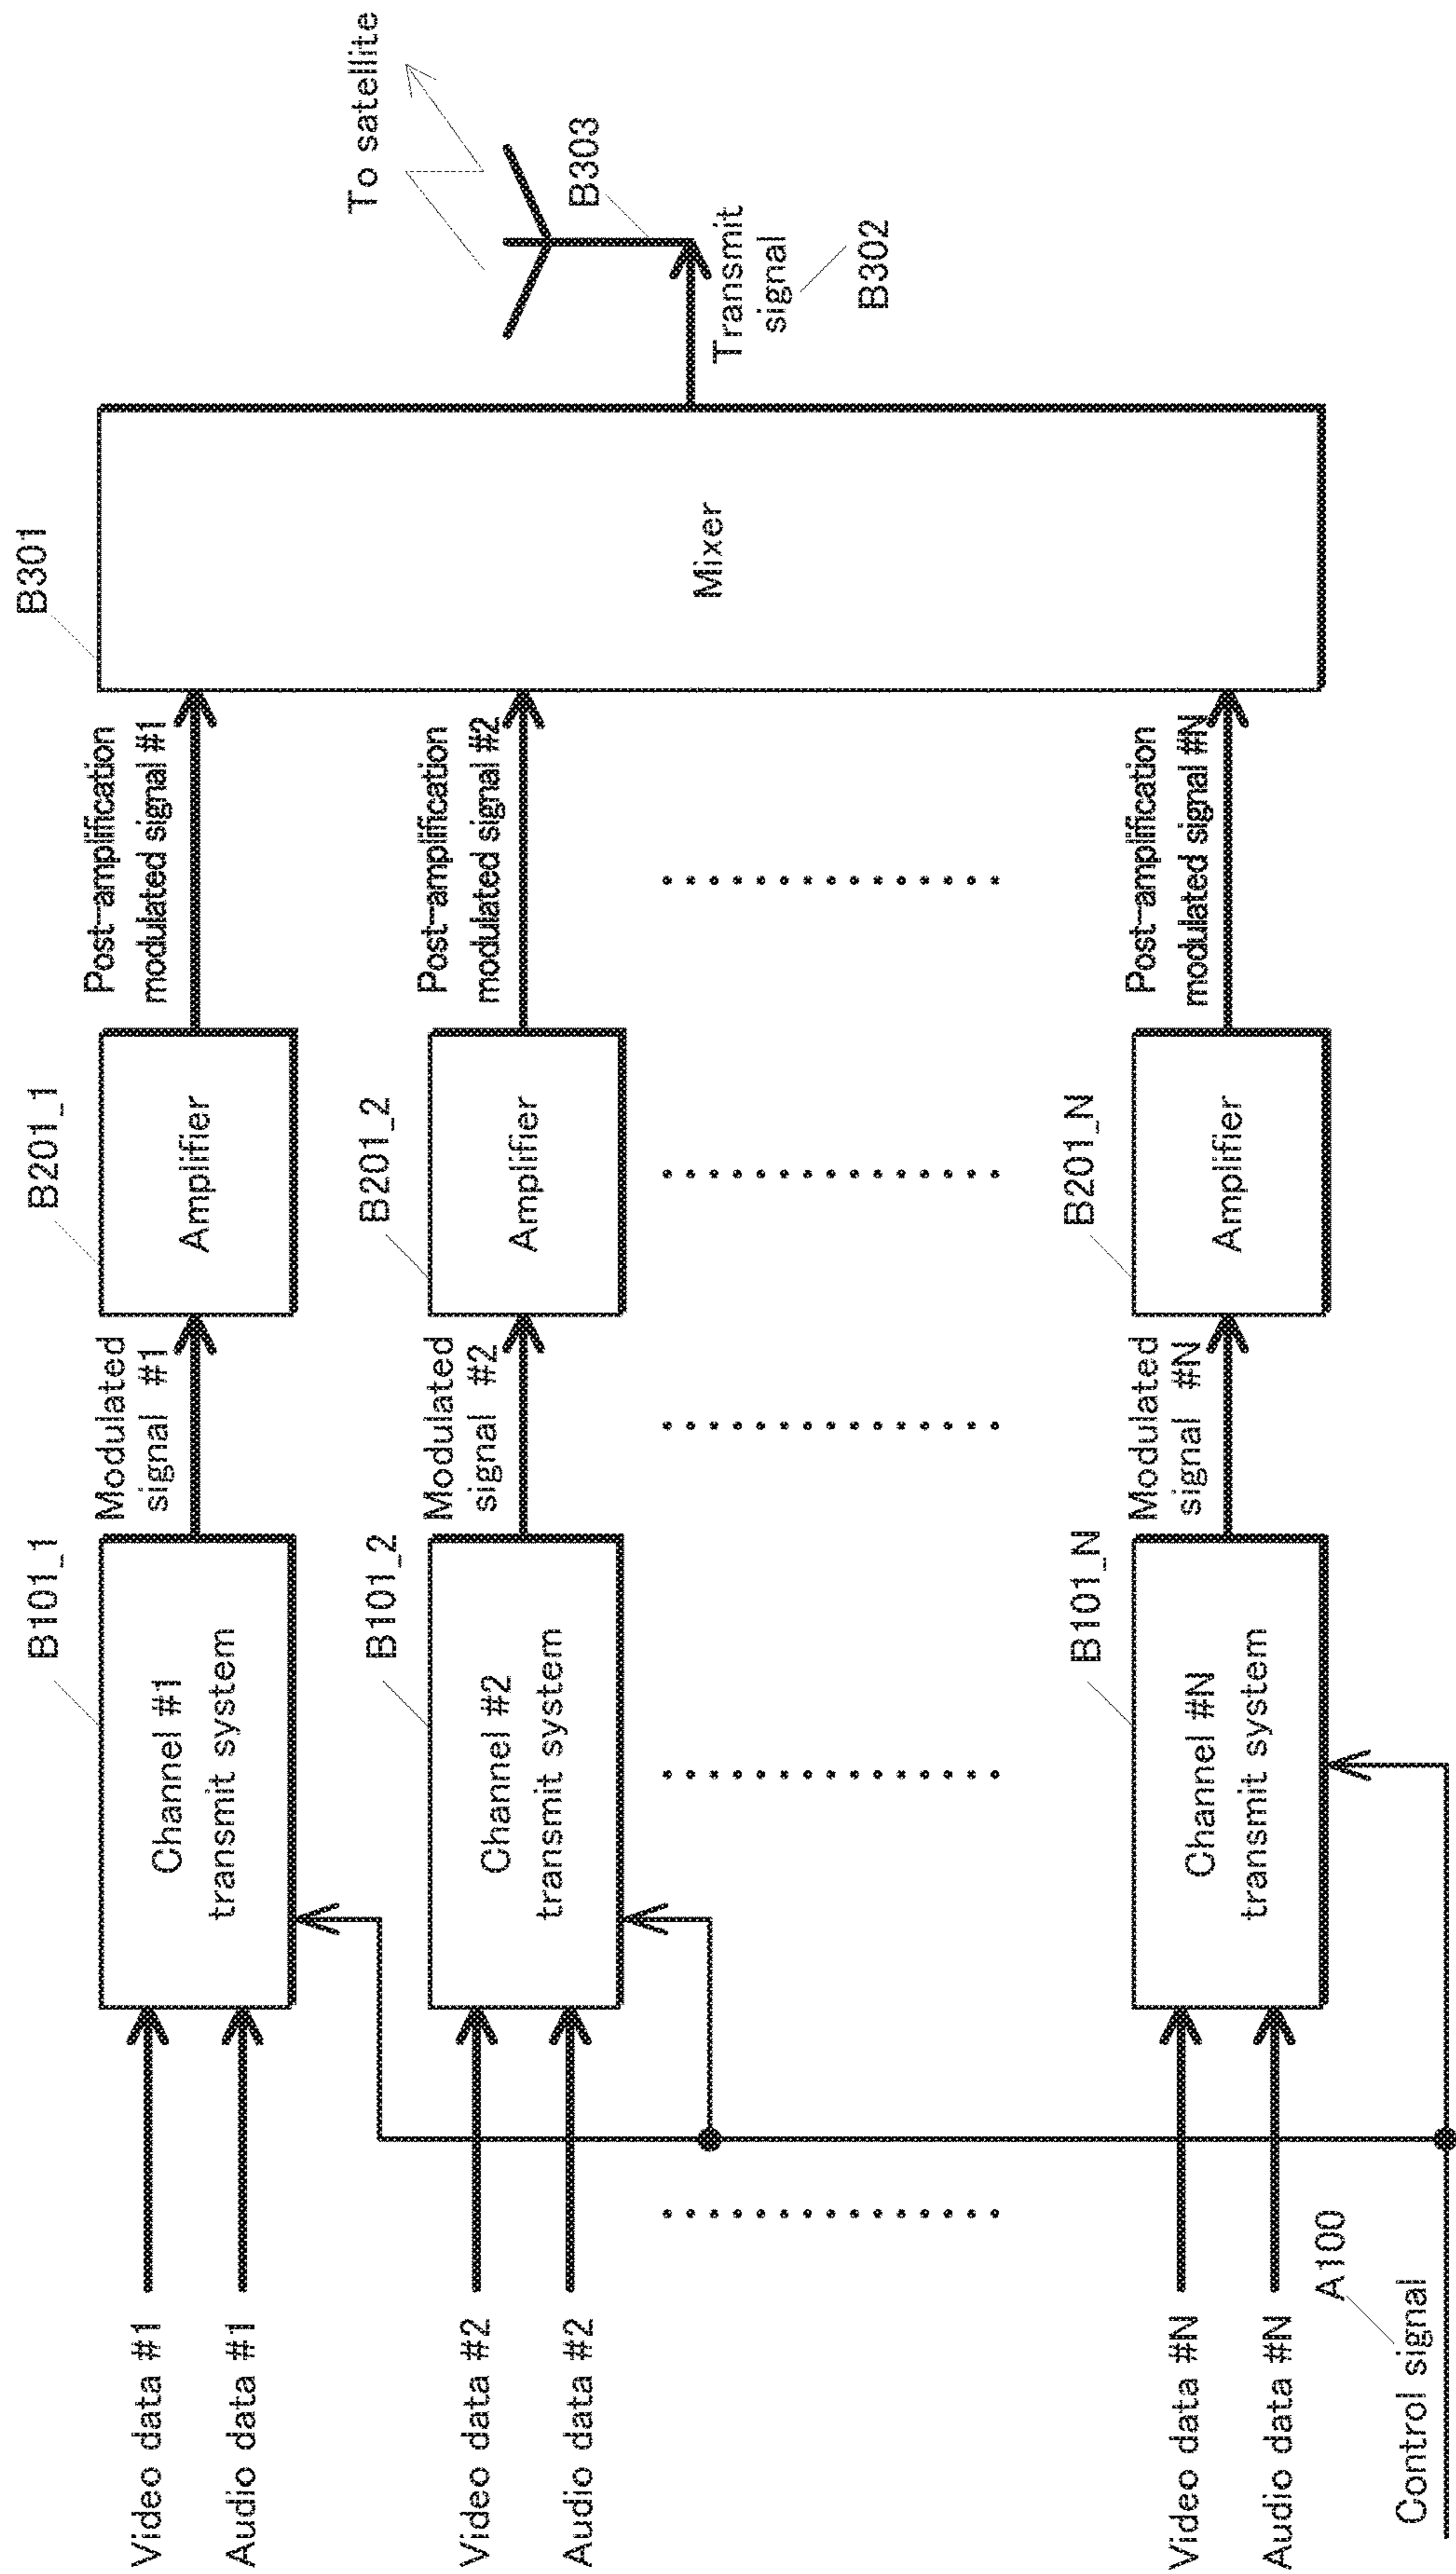 Video data #1
Audio data #1
B101_1
Channel #1
transmit system
Modulated
signal #1
B201_1
Amplifier
Post-amplification
modulated signal #1
B301
Mixer
To satellite
B303
Transmit
signal
B302
Video data #2
Audio data #2
B101_2
Channel #2
transmit system
Modulated
signal #2
B201_2
Amplifier
Post-amplification
modulated signal #2
Video data #N
Audio data #N
B101_N
Channel #N
transmit system
Modulated
signal #N
B201_N
Amplifier
Post-amplification
modulated signal #N
A100
Control signal